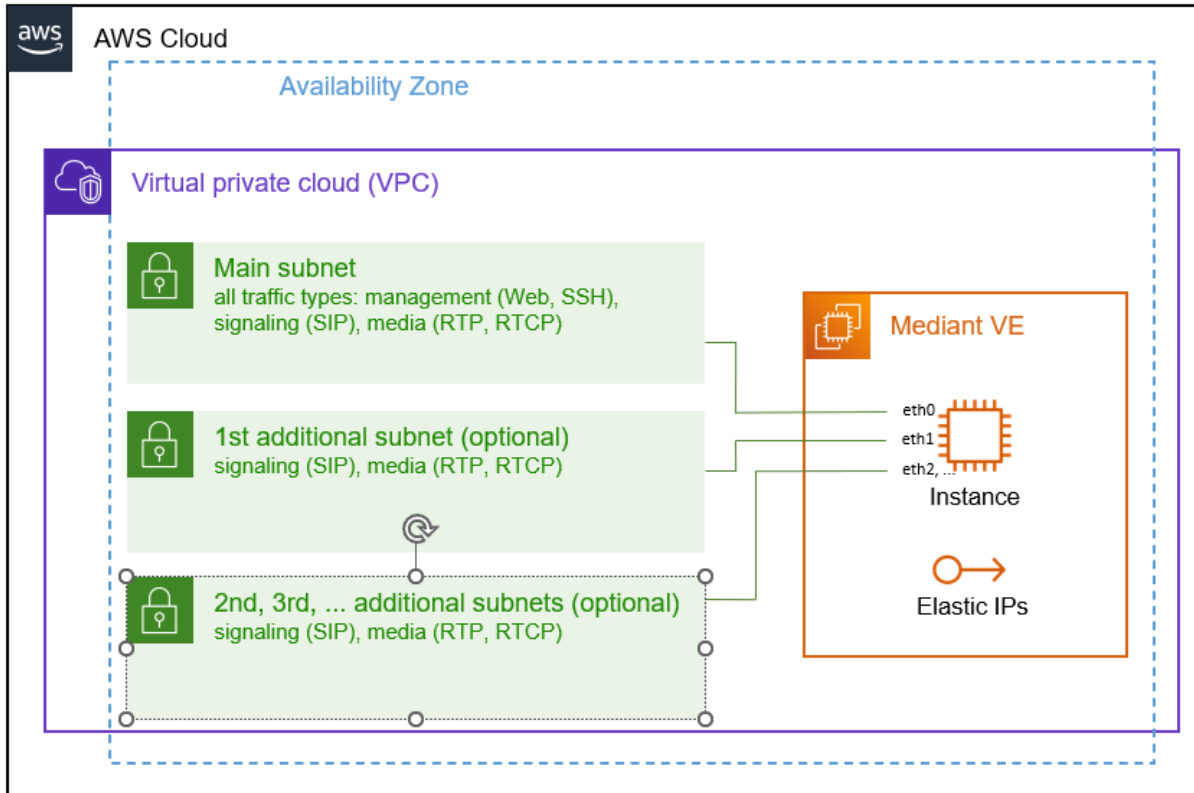 aws
AWS Cloud
Availability Zone
Virtual private cloud (VPC)
Main subnet
all traffic types: management (Web, SSH),
signaling (SIP), media (RTP, RTCP)
1st additional subnet (optional)
signaling (SIP), media (RTP, RTCP)
2nd, 3rd, ... additional subnets (optional)
signaling (SIP), media (RTP, RTCP)
Mediant VE
eth0
eth1
eth2, ...
Instance
Elastic IPs